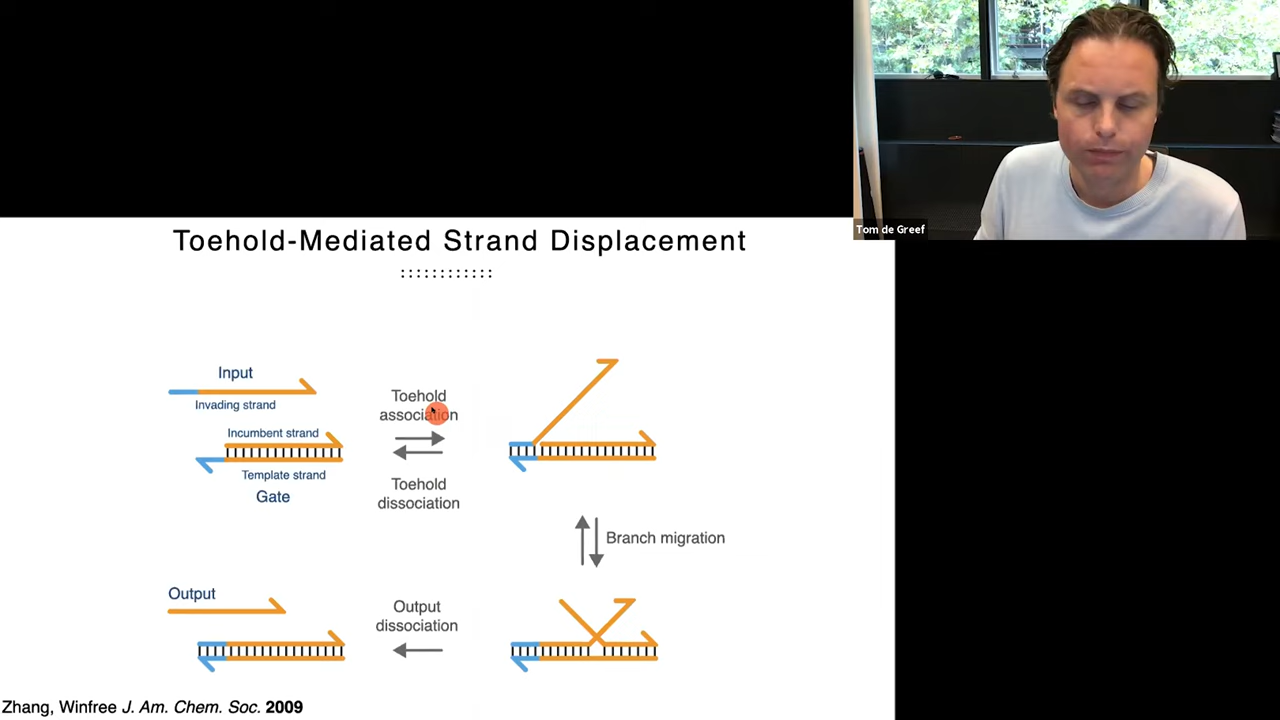 Tom de Greef
Toehold-Mediated Strand Displacement
Input
Invading strand
Incumbent strand
Template strand
Gate
Toehold
association
Toehold
dissociation
Branch migration
Output
Output
dissociation
Zhang, Winfree J. Am. Chem. Soc. 2009